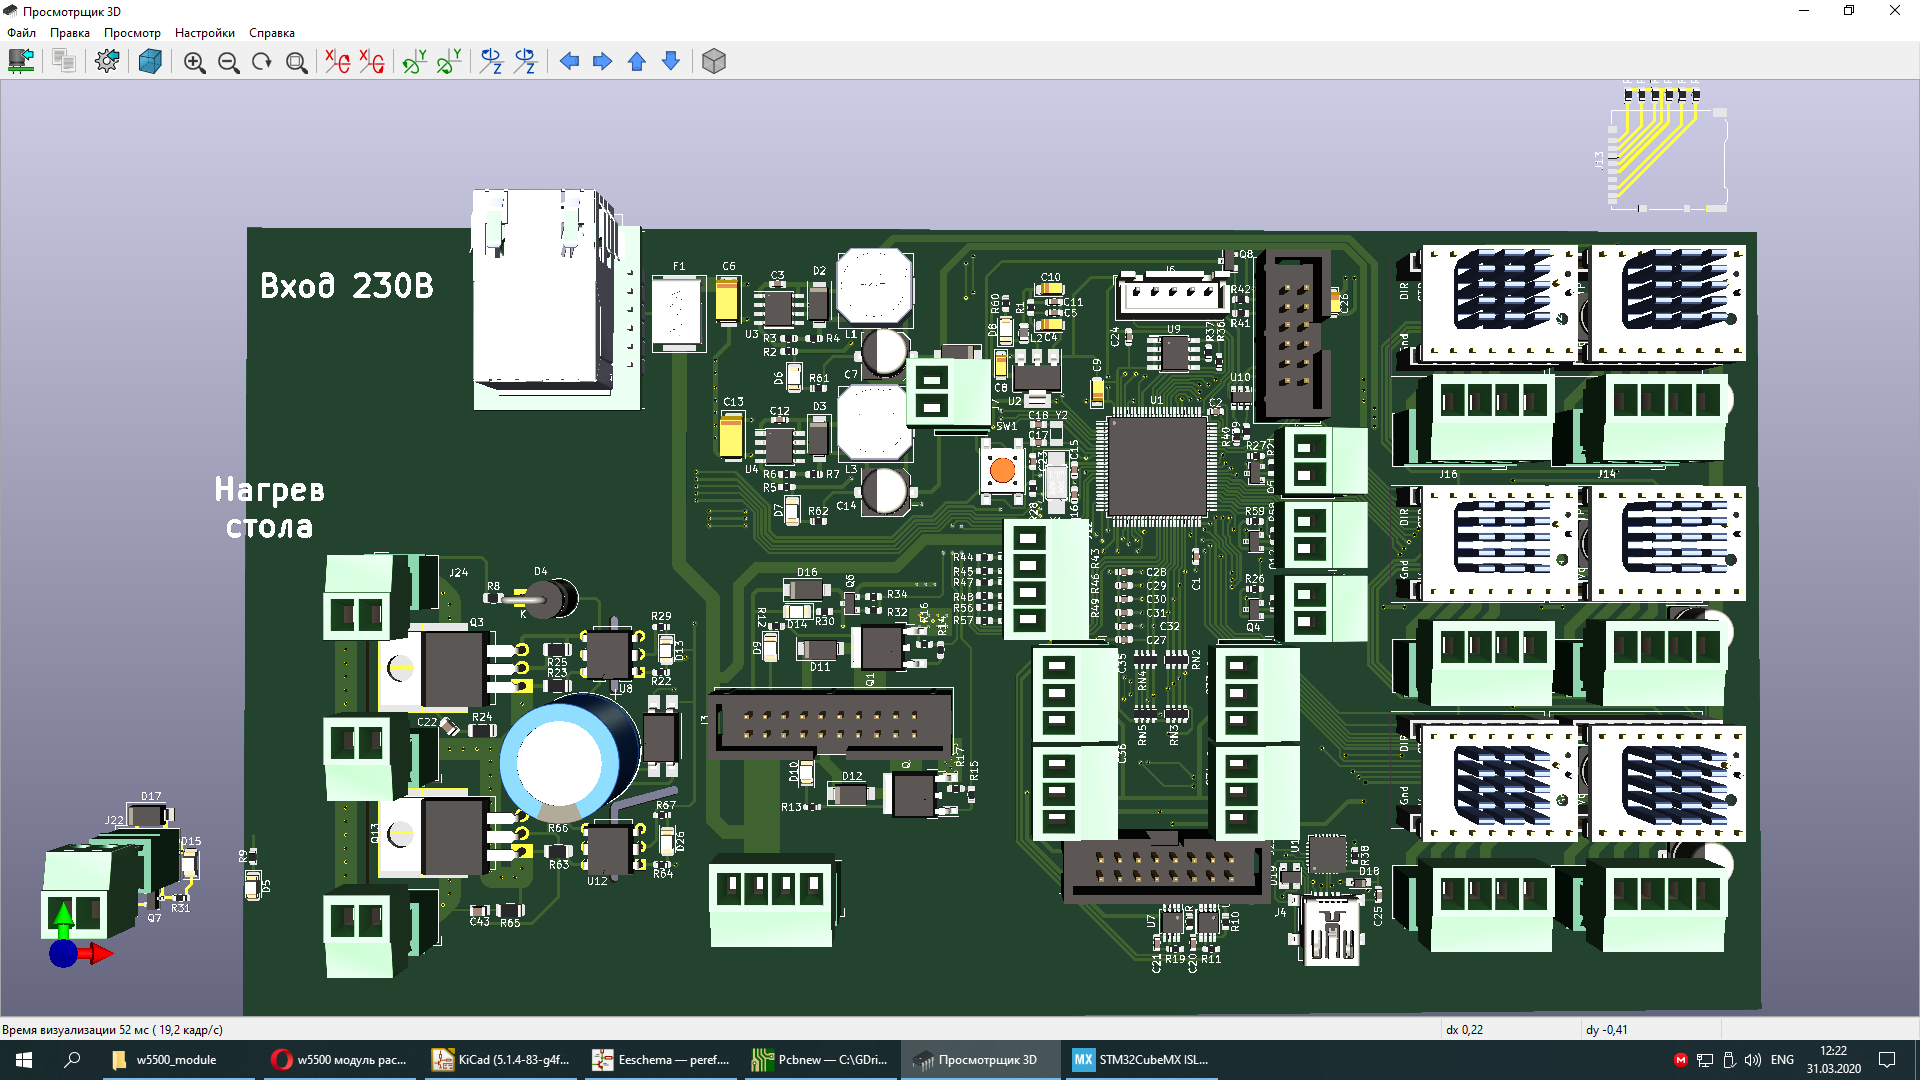 Просмотрщик 3D
Файл Правка Просмотр Настройки Справка
J13
Вход 230В
F1 C6 C3 D2
U3 R3 R2 R4 L1
C7 D6 R61
C13 C12 D3
U4 R6 R5 R7 L3
D7 R62 C14
R60 R1 C10 C11 C5 C4 L2
D8 C8 U2 C9
J6 Q8 R42 R41 C26
C24 U9 R37 R36
U10 U1 C2
C18 Y2 C17 SW1 C15
R40 R27 R21
R59 R58
R26 Q4
DIR DIR
Gnd
J16 J14
DIR
Gnd
DIR
Gnd
Нагрев
стола
J24 R8 D4
K
Q3 R29 D13
R25 R23 U8 R22
C22 R24
Q13 R66 R67 D26
R63 U12 R64
C43 R65
D16 Q6 R34 R32
R12 D14 R30 R16 R14
D9 D11 Q1
R44
R45
R47
R48
R56
R57
R43 R46 R49
C28
C29
C30
C31
C32
C27
C1
C35 RN4 RN2
RN5 RN3 C36
J3
D10 D12 R17 R15
R13
D17
J22 D15
Q7 R31
R9 D5
R38 D18
J4 C25
U7 R10
C21 R19 C20 R11
Время визуализации 52 мс ( 19,2 кадр/с)
dx 0,22
dy -0,41
w5500_module
w5500 модуль рас...
KiCad (5.1.4-83-g4f...
Eeschema — peref....
Pcbnew — C:\GDri...
Просмотрщик 3D
MX STM32CubeMX ISL...
ENG
12:22
31.03.2020